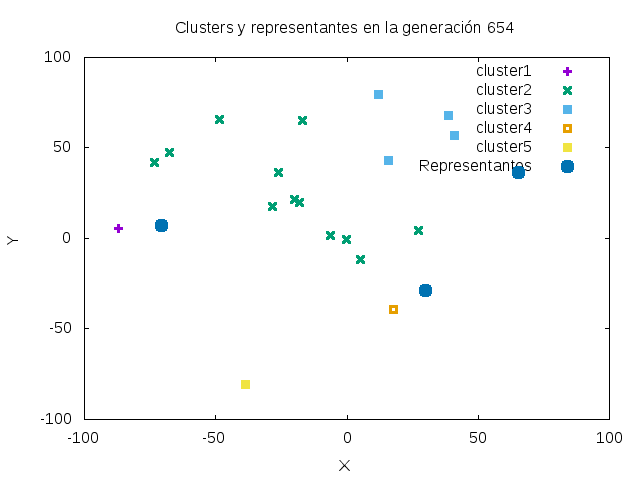 Clusters y representantes en la generación 654
100
50
0
-50
-100
-100
-50
0
50
100
Y
X
cluster1
cluster2
cluster3
cluster4
cluster5
Representantes